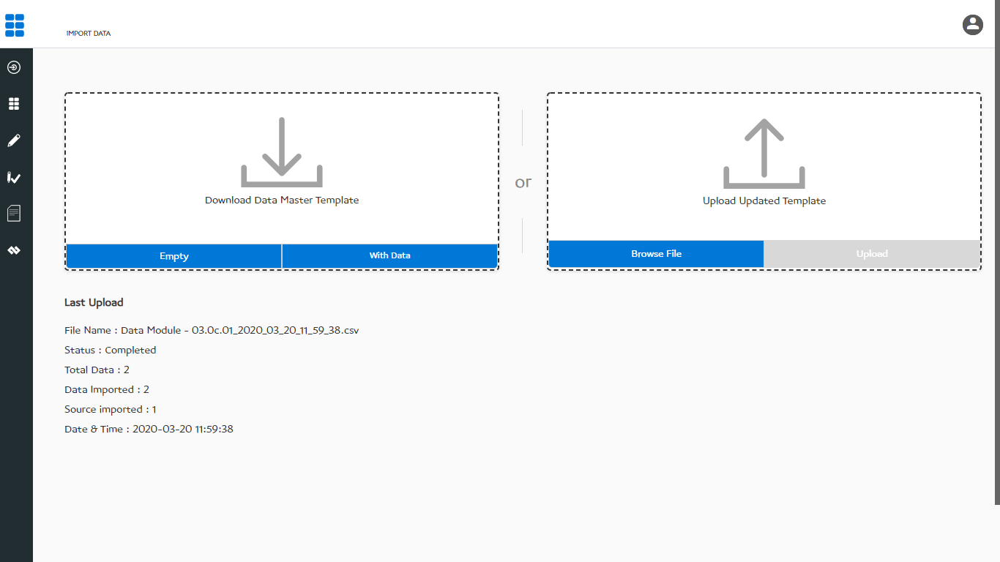 IMPORT DATA
Download Data Master Template
Empty
With Data
or
Upload Updated Template
Browse File
Upload
Last Upload
File Name : Data Module - 03.0c.01_2020_03_20_11_59_38.csv
Status : Completed
Total Data : 2
Data Imported : 2
Source imported : 1
Date & Time : 2020-03-20 11:59:38